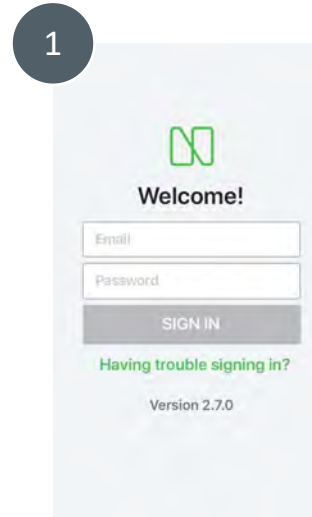 1
Welcome!
Email
Password
SIGN IN
Having trouble signing in?
Version 2.7.0